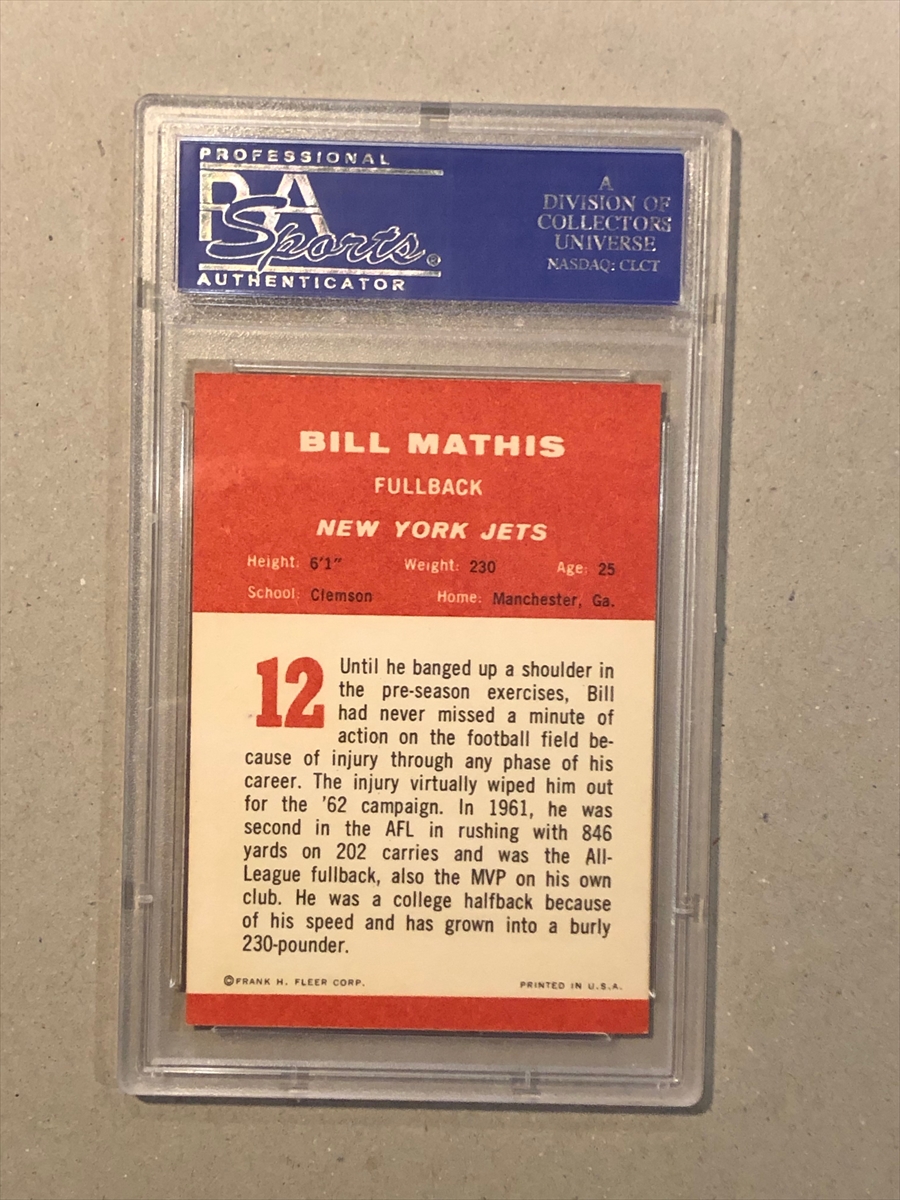 PROFESSIONAL
PSA
Sports®
AUTHENTICATOR
A
DIVISION OF
COLLECTORS
UNIVERSE
NASDAQ: CLCT
BILL MATHIS
FULLBACK
NEW YORK JETS
Height: 6'1" Weight: 230 Age: 25
School: Clemson Home: Manchester, Ga.
12 Until he banged up a shoulder in
the pre-season exercises, Bill
had never missed a minute of
action on the football field be-
cause of injury through any phase of his
career. The injury virtually wiped him out
for the '62 campaign. In 1961, he was
second in the AFL in rushing with 846
yards on 202 carries and was the All-
League fullback, also the MVP on his own
club. He was a college halfback because
of his speed and has grown into a burly
230-pounder.
©FRANK H. FLEER CORP. PRINTED IN U.S.A.